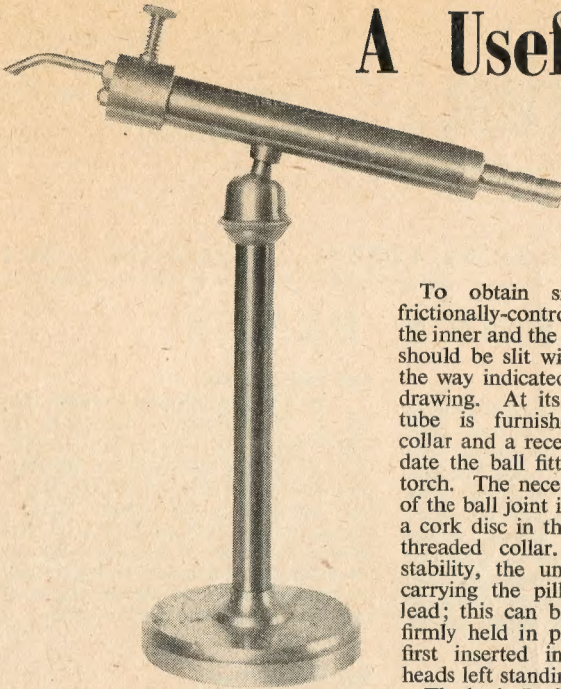 A Usef
To obtain s
frictionally-contro
the inner and the
should be slit wi
the way indicated
drawing. At its
tube is furnish
collar and a rece
date the ball fitt
torch. The nece
of the ball joint i
a cork disc in th
threaded collar.
stability, the un
carrying the pill
lead; this can b
firmly held in p
first inserted in
heads left standin